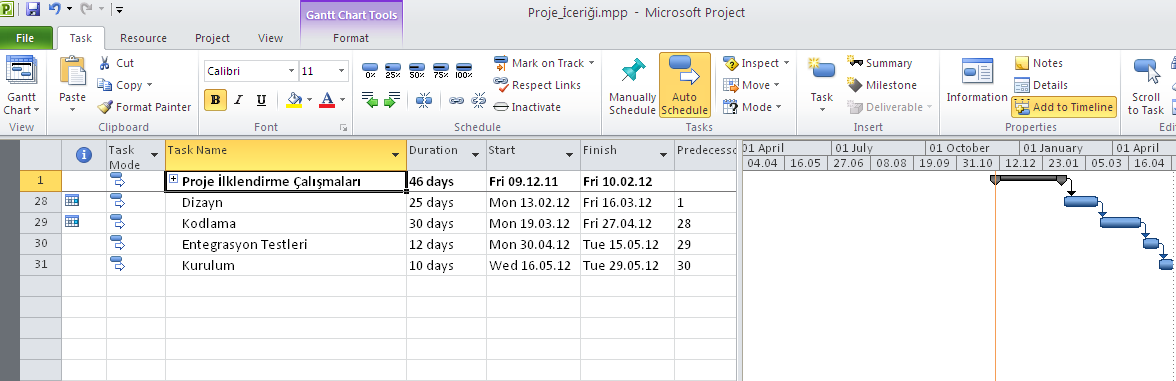 Gantt Chart Tools
Proje_İceriği.mpp - Microsoft Project
File Task Resource Project View Format
Gantt Chart
View
Paste
Cut
Copy
Format Painter
Clipboard
Calibri 11
B I U A
Font
0% 25% 50% 75% 100%
Mark on Track
Respect Links
Inactivate
Schedule
Manually Schedule
Auto Schedule
Inspect
Move
Mode
Tasks
Task
Summary
Milestone
Deliverable
Insert
Information
Notes
Details
Add to Timeline
Properties
Scroll to Task
Task Mode Task Name Duration Start Finish Predecesso
1 Proje İlklendirme Çalışmaları 46 days Fri 09.12.11 Fri 10.02.12
28 Dizayn 25 days Mon 13.02.12 Fri 16.03.12 1
29 Kodlama 30 days Mon 19.03.12 Fri 27.04.12 28
30 Entegrasyon Testleri 12 days Mon 30.04.12 Tue 15.05.12 29
31 Kurulum 10 days Wed 16.05.12 Tue 29.05.12 30
01 April 01 July 01 October 01 January 01 April
04.04 16.05 27.06 08.08 19.09 31.10 12.12 23.01 05.03 16.04